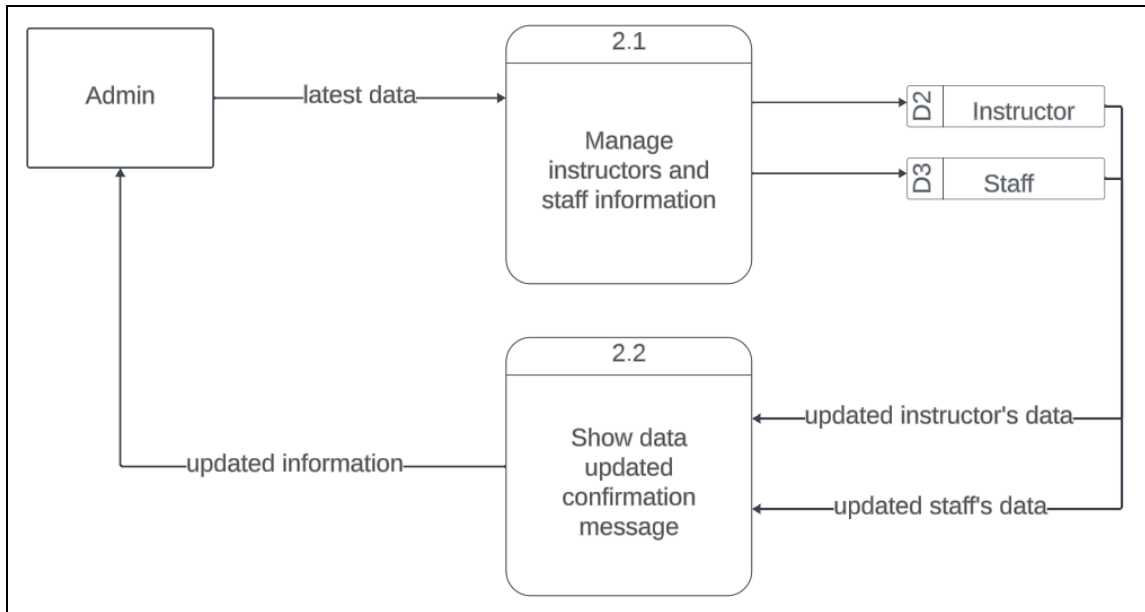 2.1
Admin
latest data
Manage
instructors and
staff information
D2
Instructor
D3
Staff
2.2
Show data
updated
confirmation
message
updated instructor's data
updated information
updated staff's data